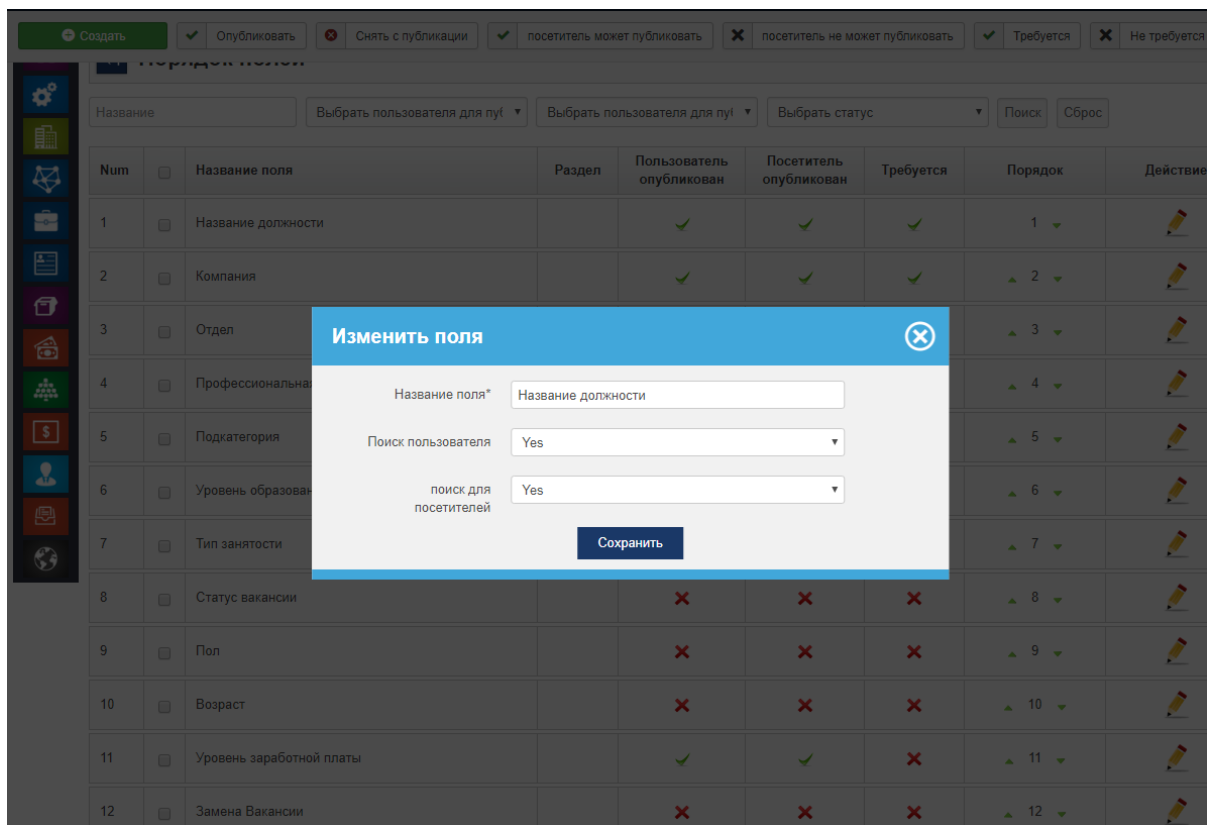 Создать Опубликовать Снять с публикации посетитель может публиковать посетитель не может публиковать Требуется Не требуется
Порядок полей
Название Выбрать пользователя для Выбрать пользователя для Выбрать статус Поиск Сброс
Num Название поля Раздел Пользователь опубликован Посетитель опубликован Требуется Порядок Действие
1 Название должности 1
2 Компания 2
3 Отдел 3
4 Профессиональна 4
5 Подкатегория 5
6 Уровень образован 6
7 Тип занятости 7
8 Статус вакансии 8
9 Пол 9
10 Возраст 10
11 Уровень заработной платы 11
12 Замена Вакансии 12
Изменить поля
Название поля* Название должности
Поиск пользователя Yes
поиск для Yes
посетителей
Сохранить